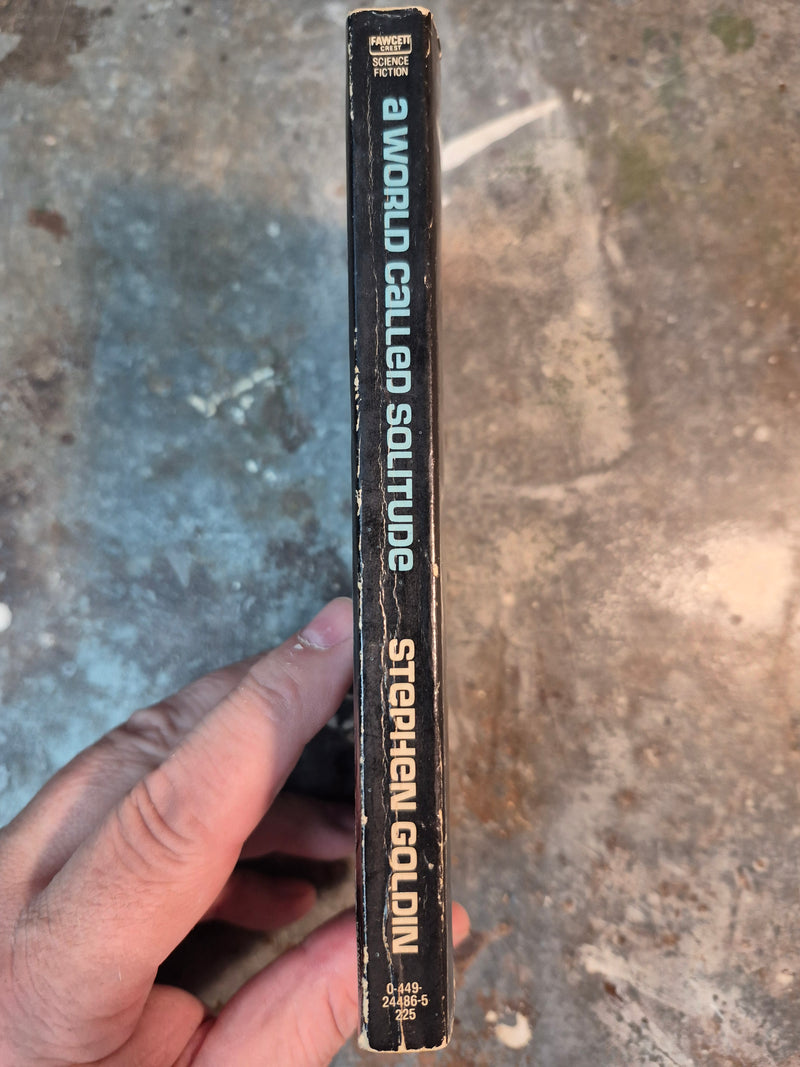 FAWCETT
CREST
SCIENCE
FICTION
a WORLD CaLLeD SOLITUDe
STePHeN GOLDIN
0-449-
24486-5
225